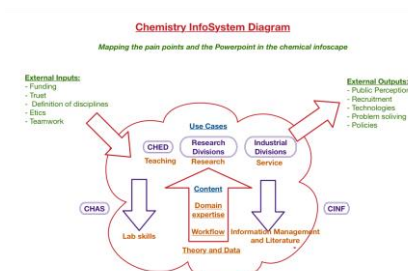 Chemistry InfoSystem Diagram
Mapping the pain points and the Powerpoint in the chemical infoscape
External Inputs:
- Funding
- Trust
- Definition of disciplines
- Etics
- Teamwork
External Outputs:
- Public Perception
- Recruitment
- Technologies
- Problem soliving
- Policies
Use Cases
CHED
Research
Divisions
Industrial
Divisions
Teaching
Research
Service
Content
Domain
expertise
Workflow
Theory and Data
CHAS
CINF
Lab skills
Information Management
and Literature